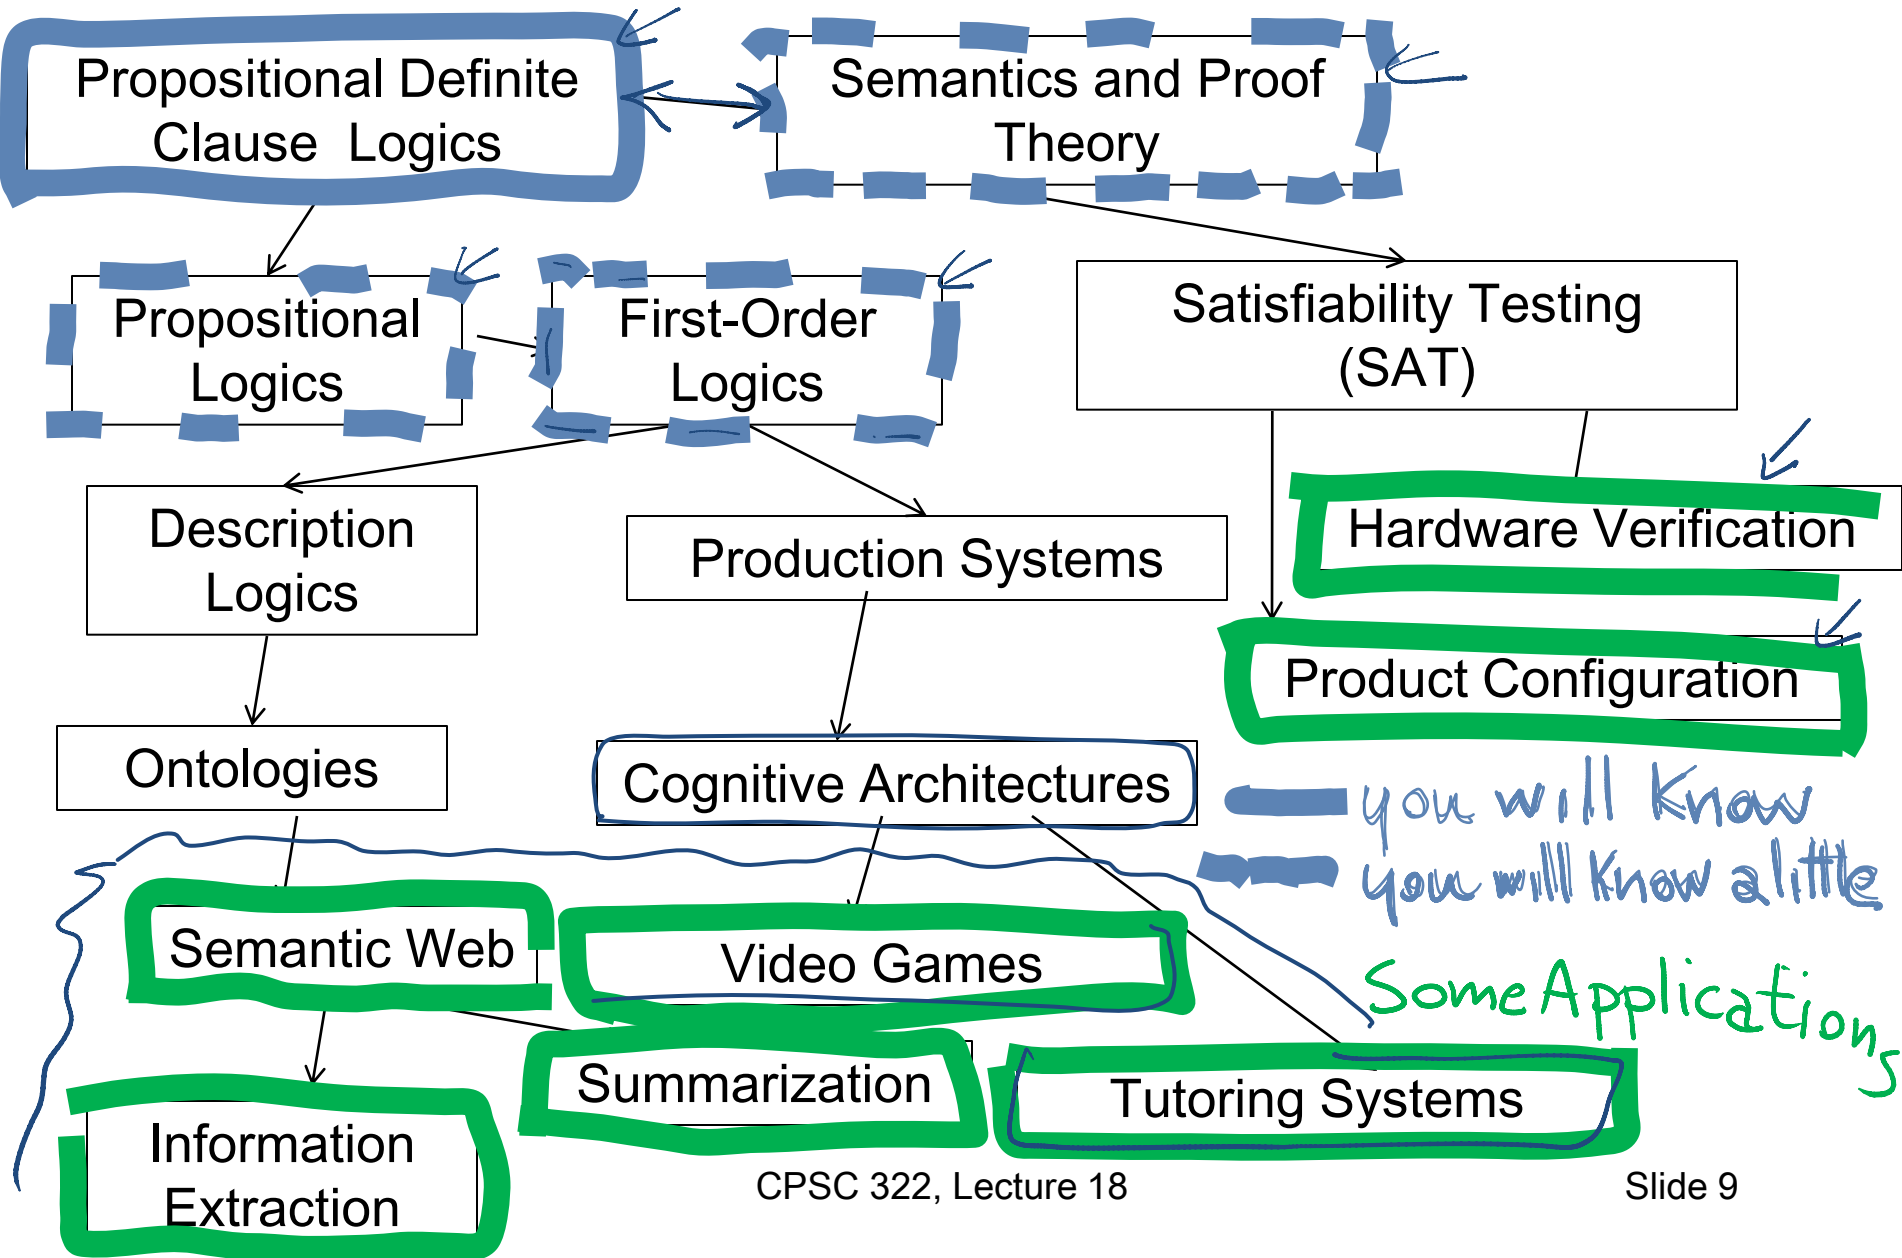 Propositional Definite
Clause Logics
Semantics and Proof
Theory
Propositional
Logics
First-Order
Logics
Satisfiability Testing
(SAT)
Description
Logics
Production Systems
Hardware Verification
Product Configuration
Ontologies
Cognitive Architectures
you will know
you will know a little
Semantic Web
Video Games
Some Applications
Summarization
Tutoring Systems
Information
Extraction
CPSC 322, Lecture 18
Slide 9